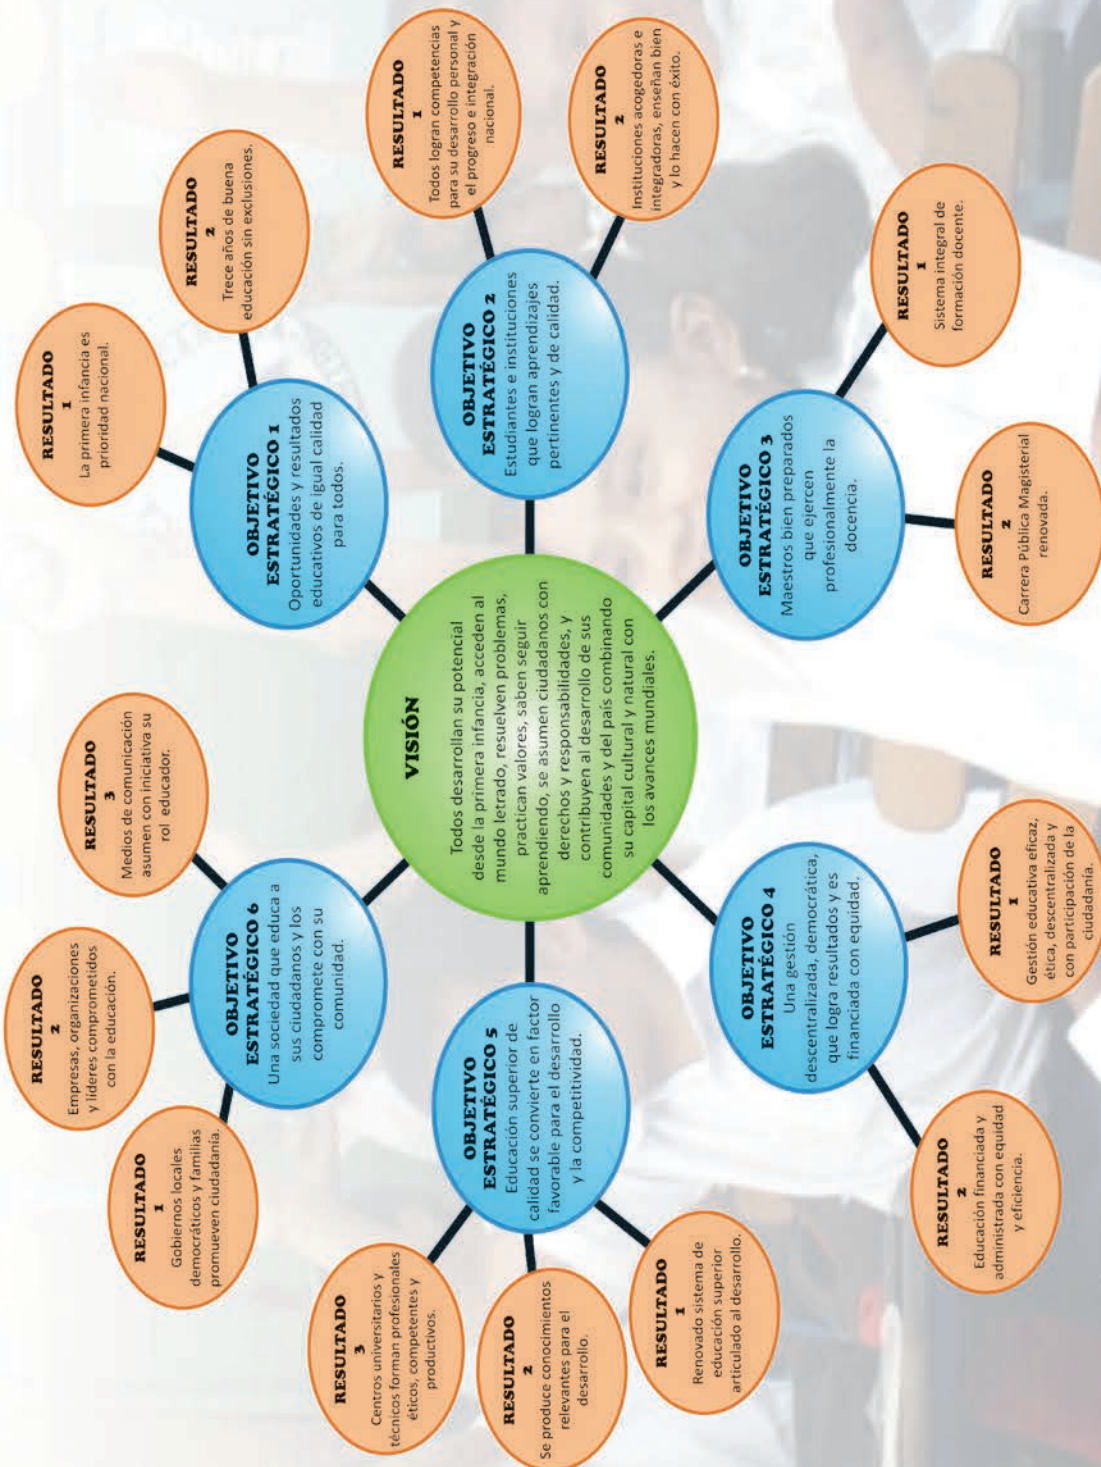 VISIÓN
Todos desarrollan su potencial
desde la primera infancia, acceden al
mundo letrado, resuelven problemas,
practican valores, saben seguir
aprendiendo, se asumen ciudadanos con
derechos y responsabilidades, y
contribuyen al desarrollo de sus
comunidades y del país combinando
su capital cultural y natural con
los avances mundiales.
OBJETIVO
ESTRATÉGICO 1
Oportunidades y resultados
educativos de igual calidad
para todos.
RESULTADO
1
La primera infancia es
prioridad nacional.
RESULTADO
2
Trece años de buena
educación sin exclusiones.
OBJETIVO
ESTRATÉGICO 2
Estudiantes e instituciones
que logran aprendizajes
pertinentes y de calidad.
RESULTADO
1
Todos logran competencias
para su desarrollo personal y
el progreso e integración
nacional.
RESULTADO
2
Instituciones acogedoras e
integradoras, enseñan bien
y lo hacen con éxito.
OBJETIVO
ESTRATÉGICO 3
Maestros bien preparados
que ejercen
profesionalmente la
docencia.
RESULTADO
1
Sistema integral de
formación docente.
RESULTADO
2
Carrera Pública Magisterial
renovada.
OBJETIVO
ESTRATÉGICO 4
Una gestión
descentralizada, democrática,
que logra resultados y es
financiada con equidad.
RESULTADO
1
Gestión educativa eficaz,
ética, descentralizada y
con participación de la
ciudadanía.
RESULTADO
2
Educación financiada y
administrada con equidad
y eficiencia.
OBJETIVO
ESTRATÉGICO 5
Educación superior de
calidad se convierte en factor
favorable para el desarrollo
y la competitividad.
RESULTADO
1
Renovado sistema de
educación superior
articulado al desarrollo.
RESULTADO
2
Se produce conocimientos
relevantes para el
desarrollo.
RESULTADO
3
Centros universitarios y
técnicos forman profesionales
éticos, competentes y
productivos.
OBJETIVO
ESTRATÉGICO 6
Una sociedad que educa a
sus ciudadanos y los
compromete con su
comunidad.
RESULTADO
1
Gobiernos locales
democráticos y familias
promueven ciudadanía.
RESULTADO
2
Empresas, organizaciones
y líderes comprometidos
con la educación.
RESULTADO
3
Medios de comunicación
asumen con iniciativa su
rol educador.